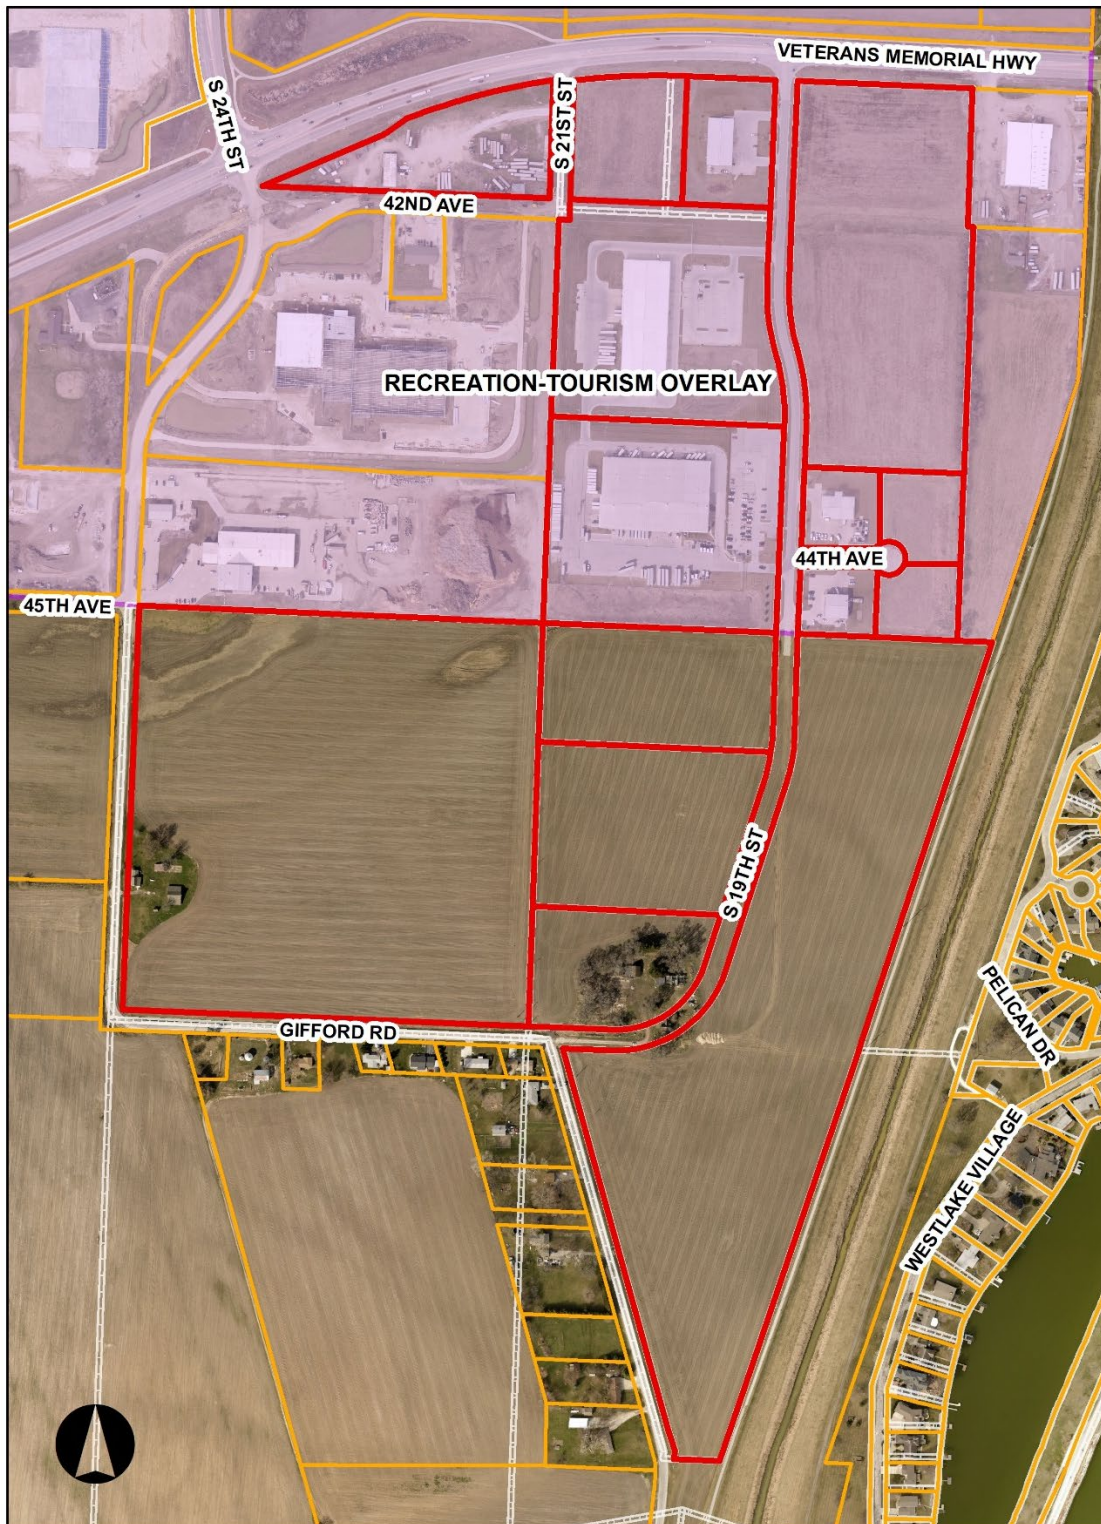 VETERANS MEMORIAL HWY
S 24TH ST
S 21ST ST
42ND AVE
RECREATION-TOURISM OVERLAY
44TH AVE
45TH AVE
S 19TH ST
PELICAN DR
GIFFORD RD
WESTLAKE VILLAGE